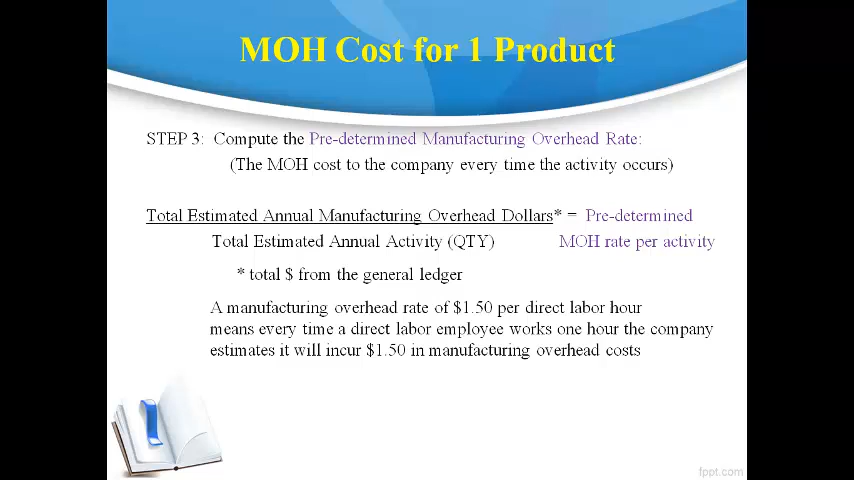 MOH Cost for 1 Product
STEP 3: Compute the Pre-determined Manufacturing Overhead Rate:
(The MOH cost to the company every time the activity occurs)
Total Estimated Annual Manufacturing Overhead Dollars* = Pre-determined
Total Estimated Annual Activity (QTY) MOH rate per activity
* total $ from the general ledger
A manufacturing overhead rate of $1.50 per direct labor hour
means every time a direct labor employee works one hour the company
estimates it will incur $1.50 in manufacturing overhead costs
fppt.com